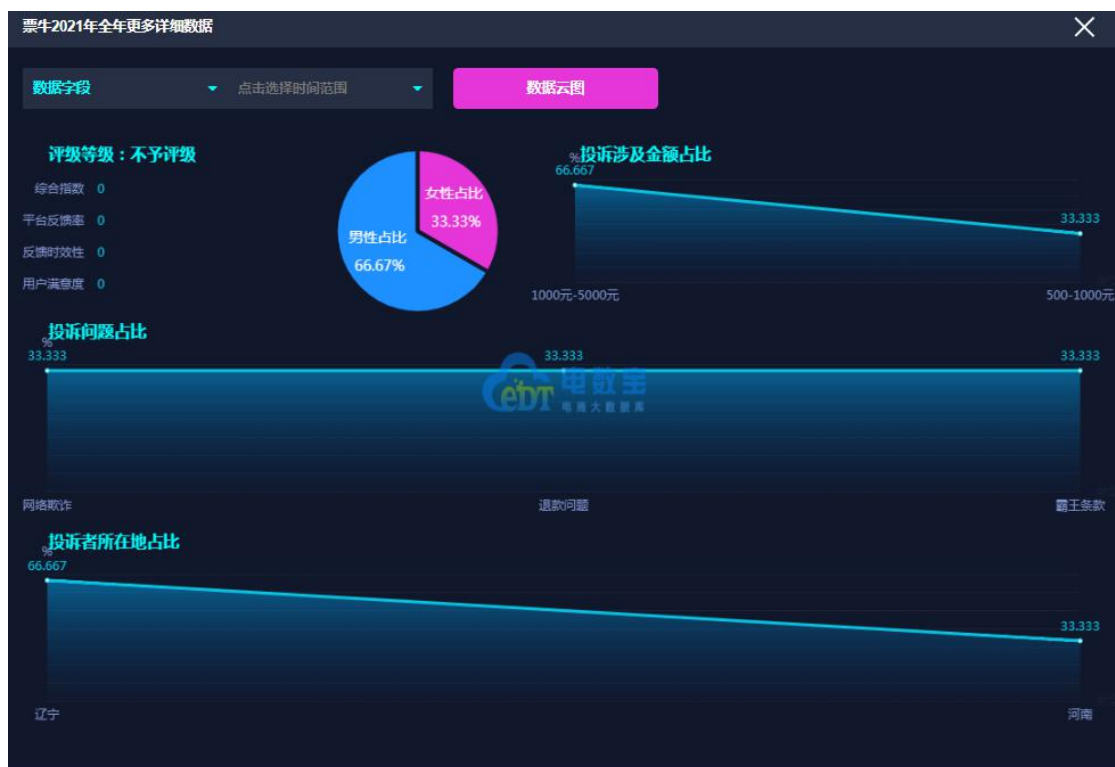 票牛2021年全年更多详细数据
数据字段
点击选择时间范围
数据云图
评级等级：不予评级
综合指数 0
平台反馈率 0
反馈时效性 0
用户满意度 0
女性占比
33.33%
男性占比
66.67%
投诉涉及金额占比
%
66.667
33.333
1000元-5000元
500-1000元
投诉问题占比
%
33.333
33.333
33.333
eDT 电数宝
电商大数据库
网络欺诈
退款问题
霸王条款
投诉者所在地占比
%
66.667
33.333
辽宁
河南